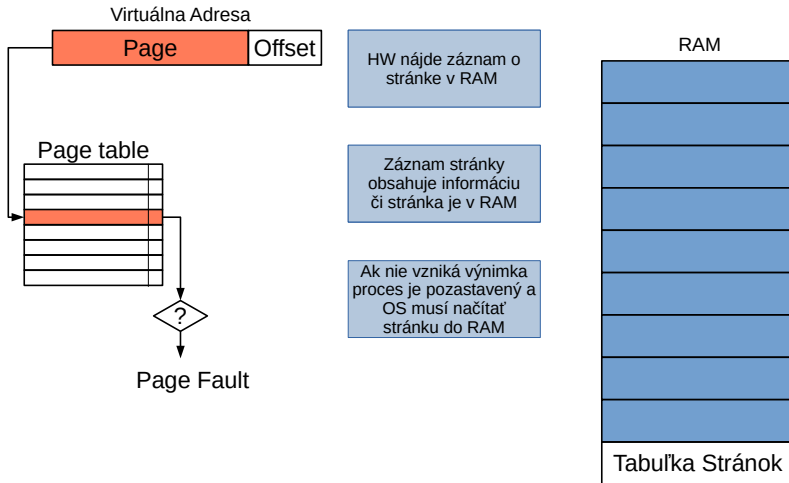 Virtuálna Adresa
Page
Offset
HW nájde záznam o
stránke v RAM
RAM
Page table
Záznam stránky
obsahuje informáciu
či stránka je v RAM
Ak nie vzniká výnimka
proces je pozastavený a
OS musí načítať
stránku do RAM
?
Page Fault
Tabuľka Stránok